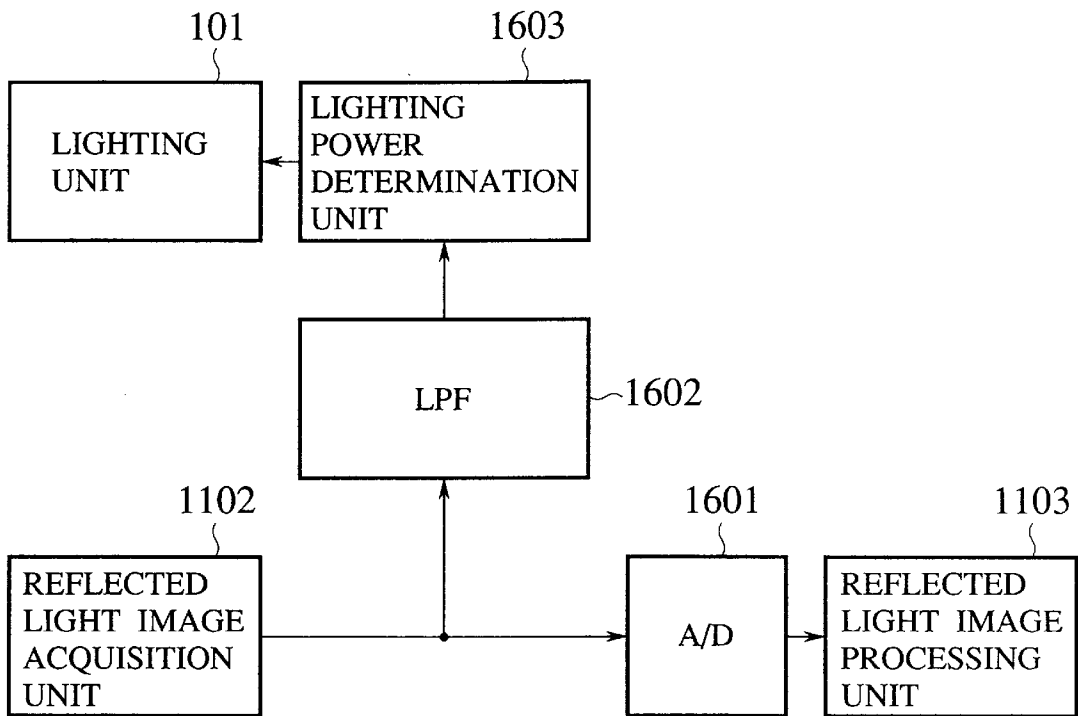 101
1603
LIGHTING
UNIT
LIGHTING
POWER
DETERMINATION
UNIT
LPF
1602
1102
1601
1103
REFLECTED
LIGHT IMAGE
ACQUISITION
UNIT
A/D
REFLECTED
LIGHT IMAGE
PROCESSING
UNIT